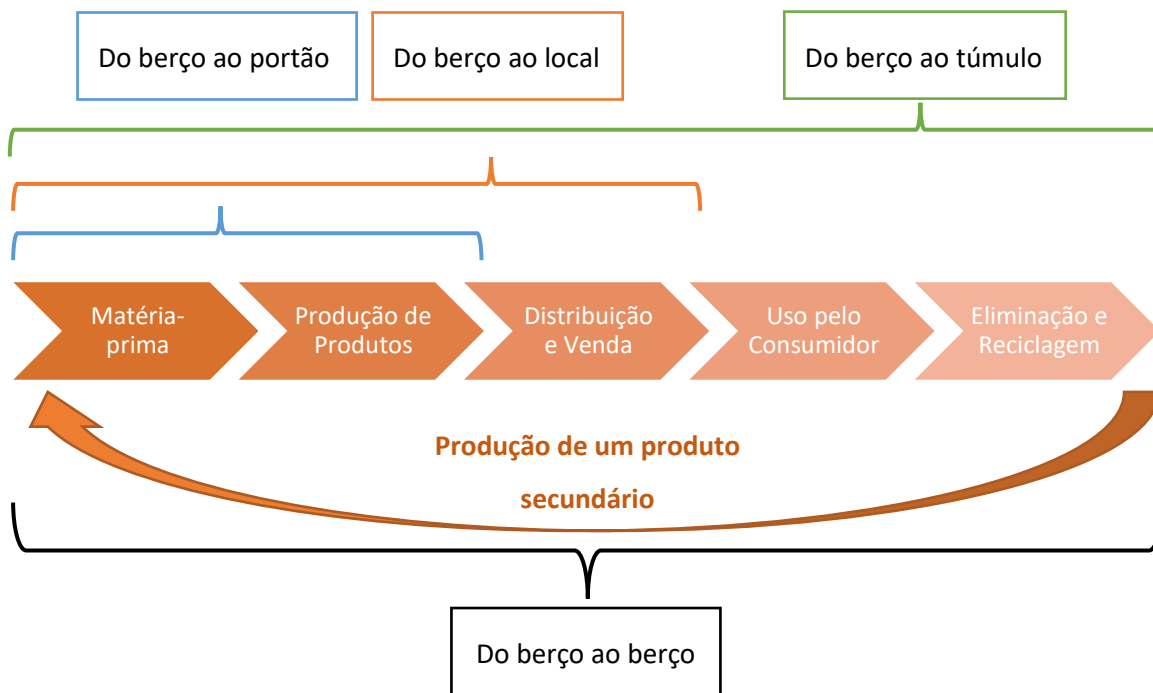 Do berço ao portão
Do berço ao local
Do berço ao túmulo
Matéria-
prima
Produção de
Produtos
Distribuição
e Venda
Uso pelo
Consumidor
Eliminação e
Reciclagem
Produção de um produto
secundário
Do berço ao berço